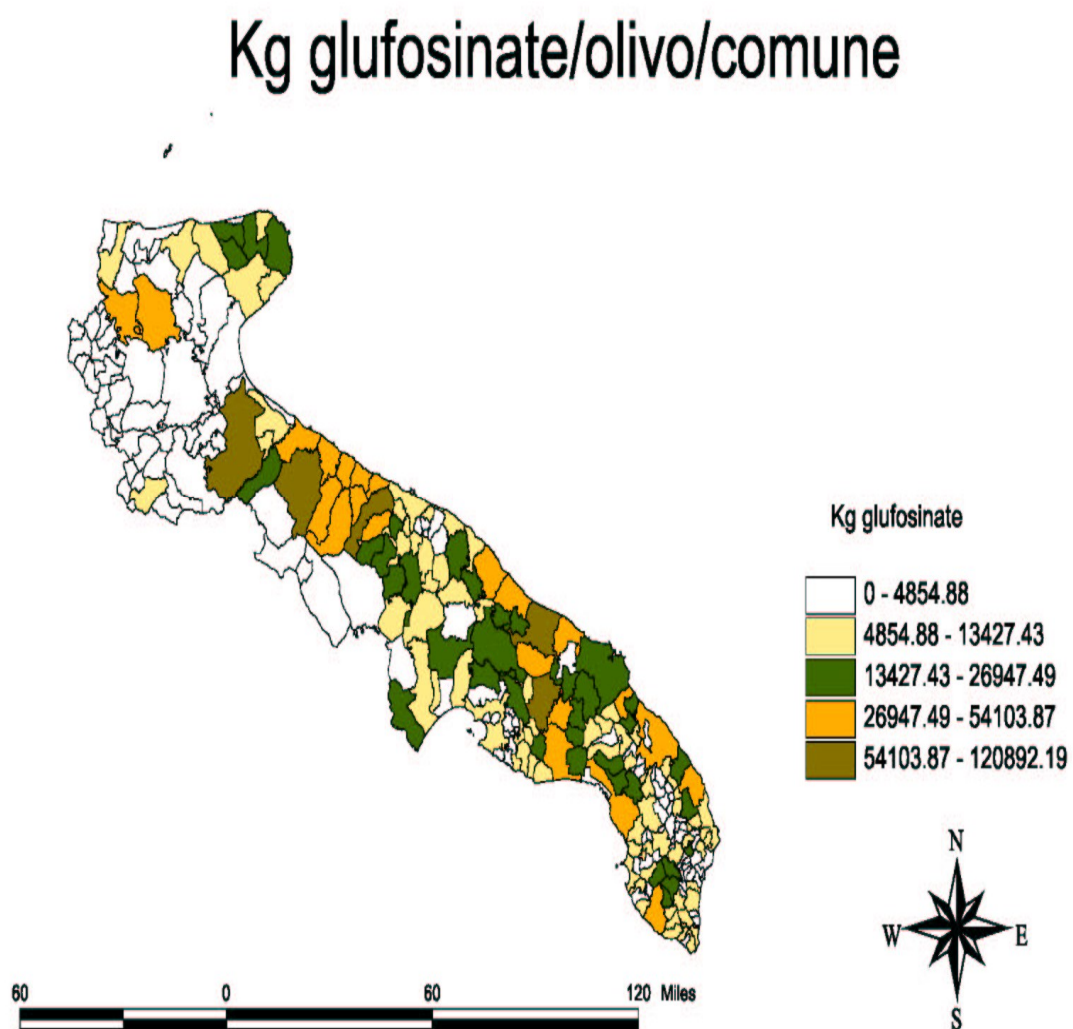 Kg glufosinate/olivo/comune
Kg glufosinate
0 - 4854.88
4854.88 - 13427.43
13427.43 - 26947.49
26947.49 - 54103.87
54103.87 - 120892.19
N
W E
S
60 0 60 120 Miles